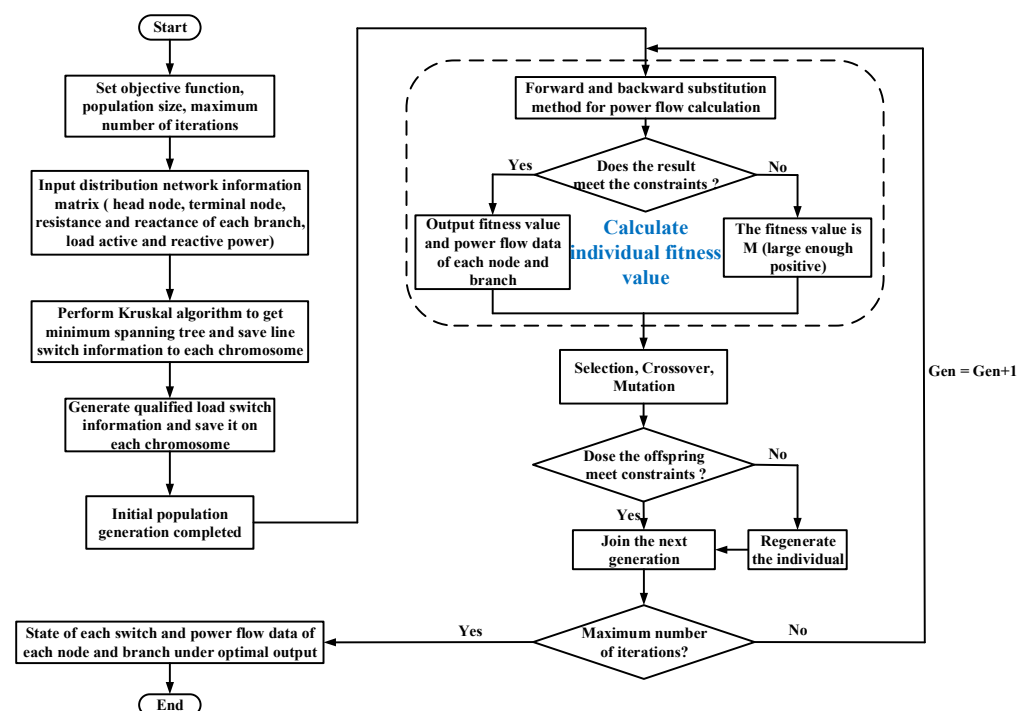 Start
Set objective function,
population size, maximum
number of iterations
Input distribution network information
matrix ( head node, terminal node,
resistance and reactance of each branch,
load active and reactive power)
Perform Kruskal algorithm to get
minimum spanning tree and save line
switch information to each chromosome
Generate qualified load switch
information and save it on
each chromosome
Initial population
generation completed
Forward and backward substitution
method for power flow calculation
Does the result
meet the constraints ?
Yes
No
Output fitness value
and power flow data
of each node and
branch
Calculate
individual fitness
value
The fitness value is
M (large enough
positive)
Selection, Crossover,
Mutation
Gen = Gen+1
Dose the offspring
meet constraints ?
No
Yes
Join the next
generation
Regenerate
the individual
Maximum number
of iterations?
Yes
No
State of each switch and power flow data of
each node and branch under optimal output
End